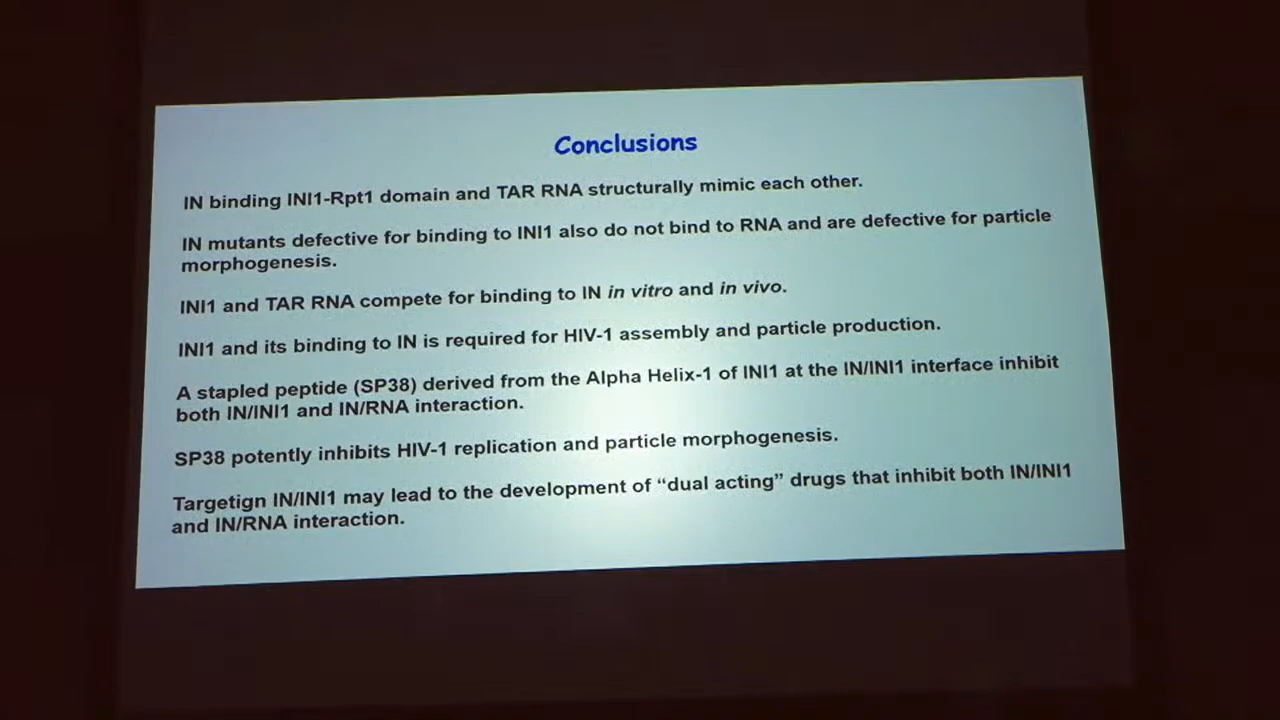 Conclusions
IN binding INI1-Rpt1 domain and TAR RNA structurally mimic each other.
IN mutants defective for binding to INI1 also do not bind to RNA and are defective for particle
morphogenesis.
INI1 and TAR RNA compete for binding to IN in vitro and in vivo.
INI1 and its binding to IN is required for HIV-1 assembly and particle production.
A stapled peptide (SP38) derived from the Alpha Helix-1 of INI1 at the IN/INI1 interface inhibit
both IN/INI1 and IN/RNA interaction.
SP38 potently inhibits HIV-1 replication and particle morphogenesis.
Targetign IN/INI1 may lead to the development of “dual acting” drugs that inhibit both IN/INI1
and IN/RNA interaction.